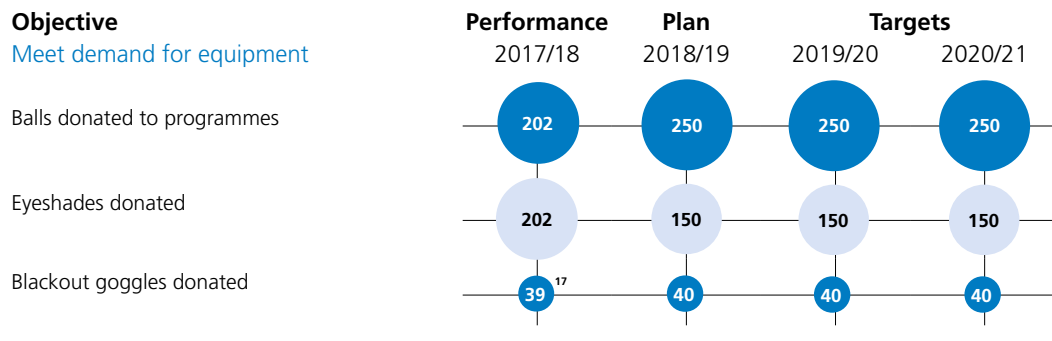 Objective Performance Plan Targets
Meet demand for equipment 2017/18 2018/19 2019/20 2020/21
Balls donated to programmes 202 250 250 250
Eyeshades donated 202 150 150 150
Blackout goggles donated 39 17 40 40 40